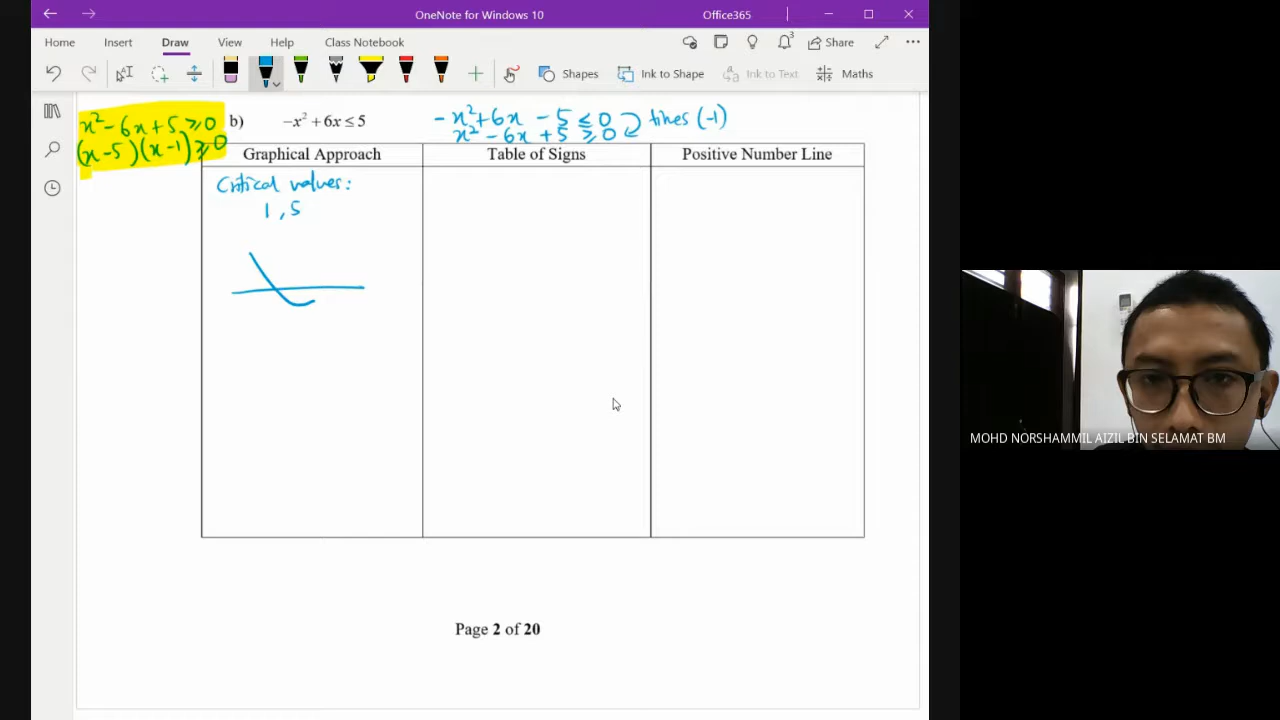 OneNote for Windows 10
Office365
Home Insert Draw View Help Class Notebook
3
Share
Shapes
Ink to Shape
Ink to Text
Maths
x² - 6x + 5 ≥ 0
(x - 5)(x - 1) ≥ 0
b) −x² + 6x ≤ 5
- x² + 6x - 5 ≤ 0
x² - 6x + 5 ≥ 0
times (-1)
Graphical Approach Table of Signs Positive Number Line
Critical values:
1, 5
Page 2 of 20
MOHD NORSHAMMIL AIZIL BIN SELAMAT BM